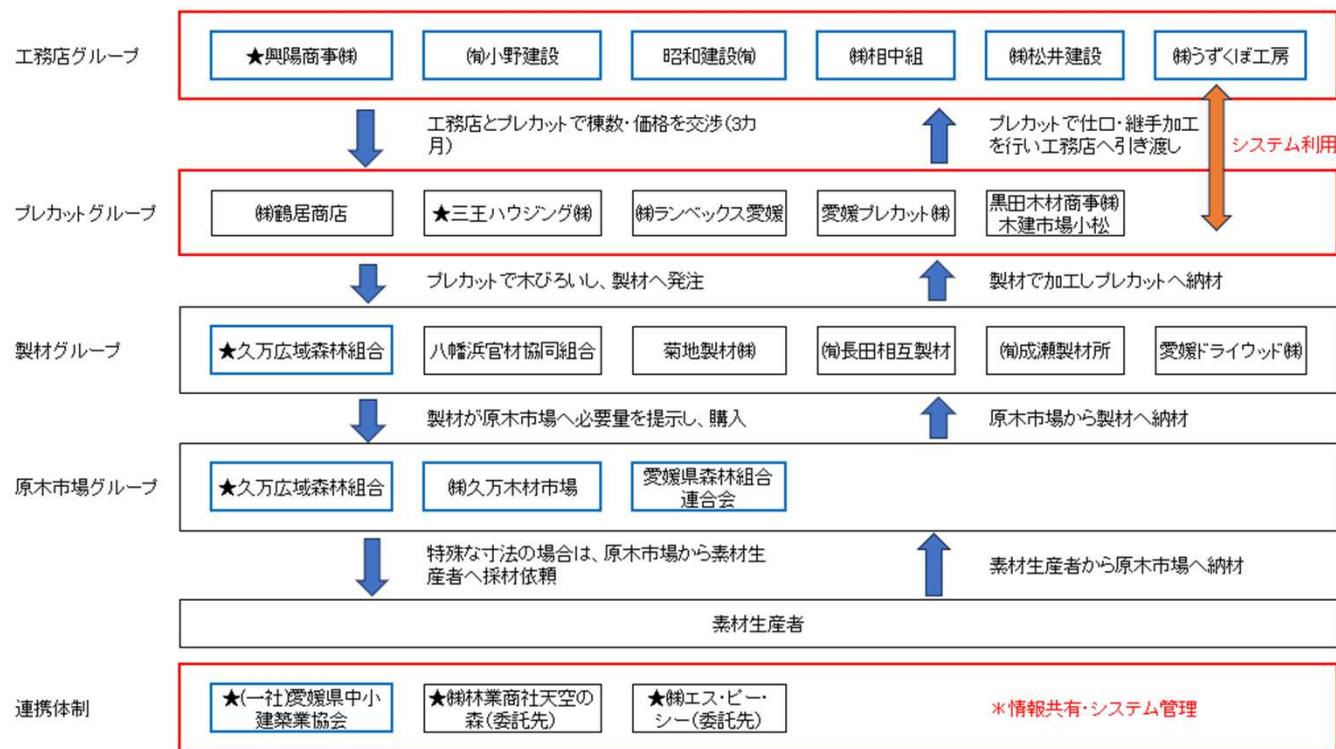 工務店グループ
★興陽商事㈱
㈲小野建設
昭和建設㈲
㈱相中組
㈱松井建設
㈱うずくぼ工房
工務店とプレカットで棟数・価格を交渉(3カ
月)
プレカットで仕口・継手加工
を行い工務店へ引き渡し
システム利用
プレカットグループ
㈱鶴居商店
★三王ハウジング㈱
㈱ランベックス愛媛
愛媛プレカット㈱
黒田木材商事㈱
木建市場小松
プレカットで木びろいし、製材へ発注
製材で加工しプレカットへ納材
製材グループ
★久万広域森林組合
八幡浜官材協同組合
菊地製材㈱
㈲長田相互製材
㈲成瀬製材所
愛媛ドライウッド㈱
製材が原木市場へ必要量を提示し、購入
原木市場から製材へ納材
原木市場グループ
★久万広域森林組合
㈱久万木材市場
愛媛県森林組合
連合会
特殊な寸法の場合は、原木市場から素材生
産者へ採材依頼
素材生産者から原木市場へ納材
素材生産者
連携体制
★(一社)愛媛県中小
建築業協会
★㈱林業商社天空の
森(委託先)
★㈱エス・ピー・
シー(委託先)
＊情報共有・システム管理